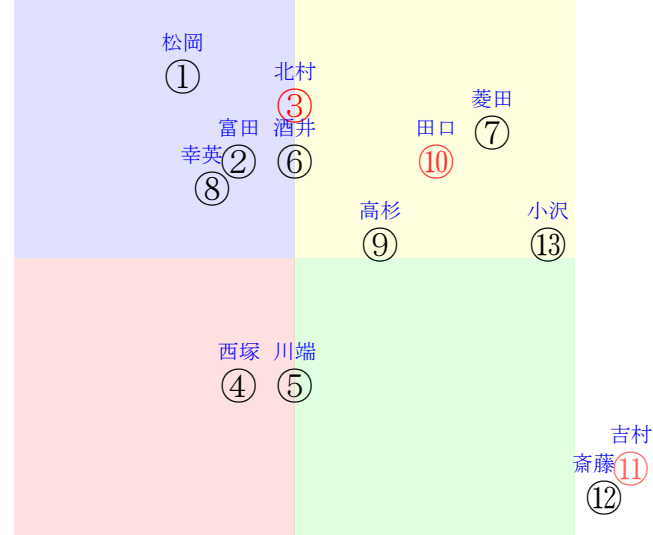 松岡
①
北村
③
菱田
⑦
富田
②
酒井
⑥
田口
⑩
幸英
⑧
高杉
⑨
小沢
⑬
西塚
④
川端
⑤
吉村
⑪
斎藤
⑫